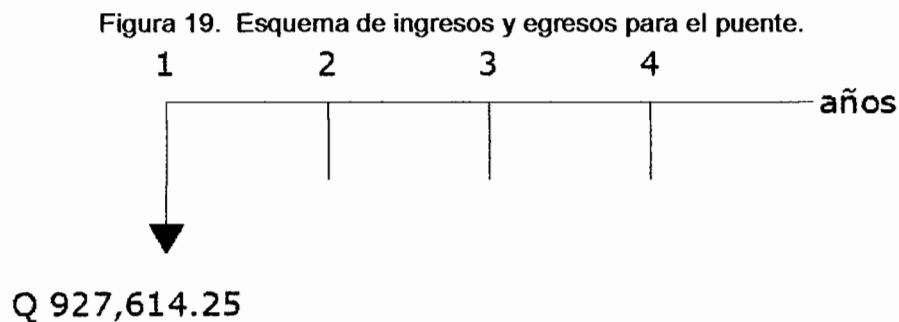 Figura 19. Esquema de ingresos y egresos para el puente.
1 2 3 4
años
Q 927,614.25